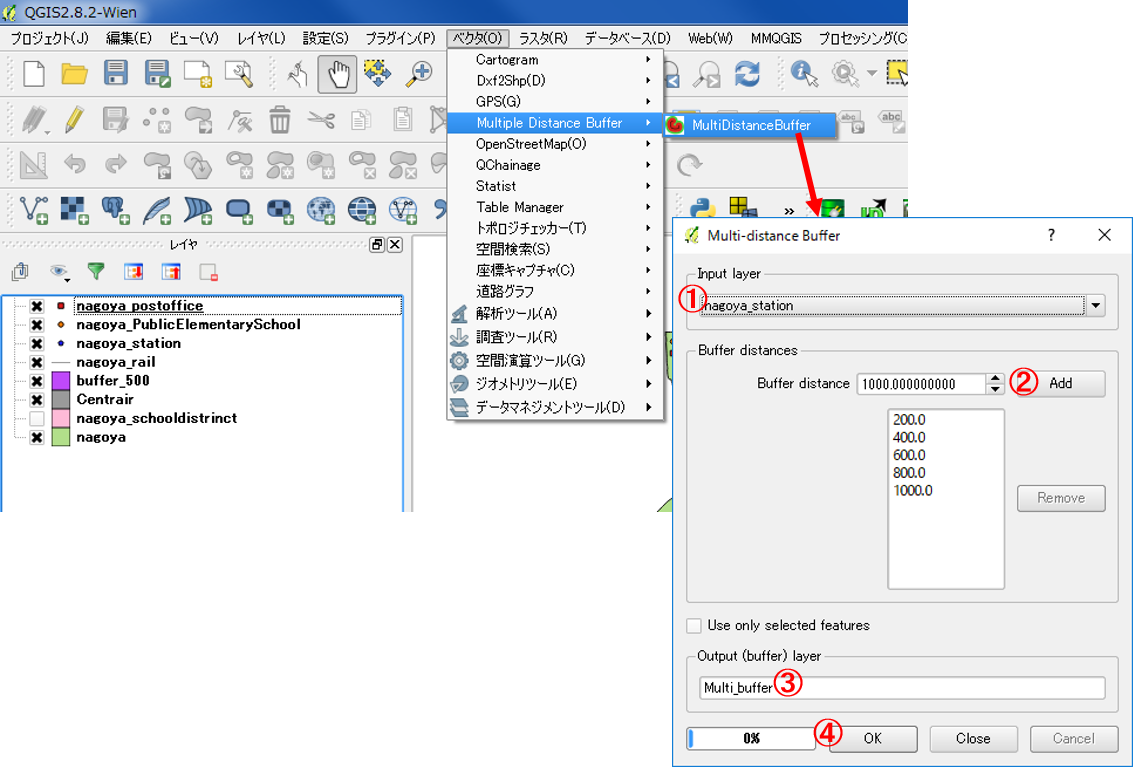 QGIS2.8.2-Wien
プロジェクト(J) 編集(E) ビュー(V) レイヤ(L) 設定(S) プラグイン(P) ベクタ(O) ラスタ(R) データベース(D) Web(W) MMQGIS プロセッシング(C
Cartogram
Dxf2Shp(D)
GPS(G)
Multiple Distance Buffer
MultiDistanceBuffer
OpenStreetMap(O)
QChainage
Statist
Table Manager
トポロジチェッカー(T)
空間検索(S)
座標キャプチャ(C)
道路グラフ
解析ツール(A)
調査ツール(R)
空間演算ツール(G)
ジオメトリツール(E)
データマネジメントツール(D)
abc
abc
»
レイヤ
nagoya_postoffice
nagoya_PublicElementarySchool
nagoya_station
nagoya_rail
buffer_500
Centrair
nagoya_schooldistrinct
nagoya
Multi-distance Buffer ?
Input layer
① nagoya_station
Buffer distances
Buffer distance 1000.000000000 ② Add
200.0
400.0
600.0
800.0
1000.0
Remove
Use only selected features
Output (buffer) layer
Multi_buffer ③
0% ④ OK Close Cancel